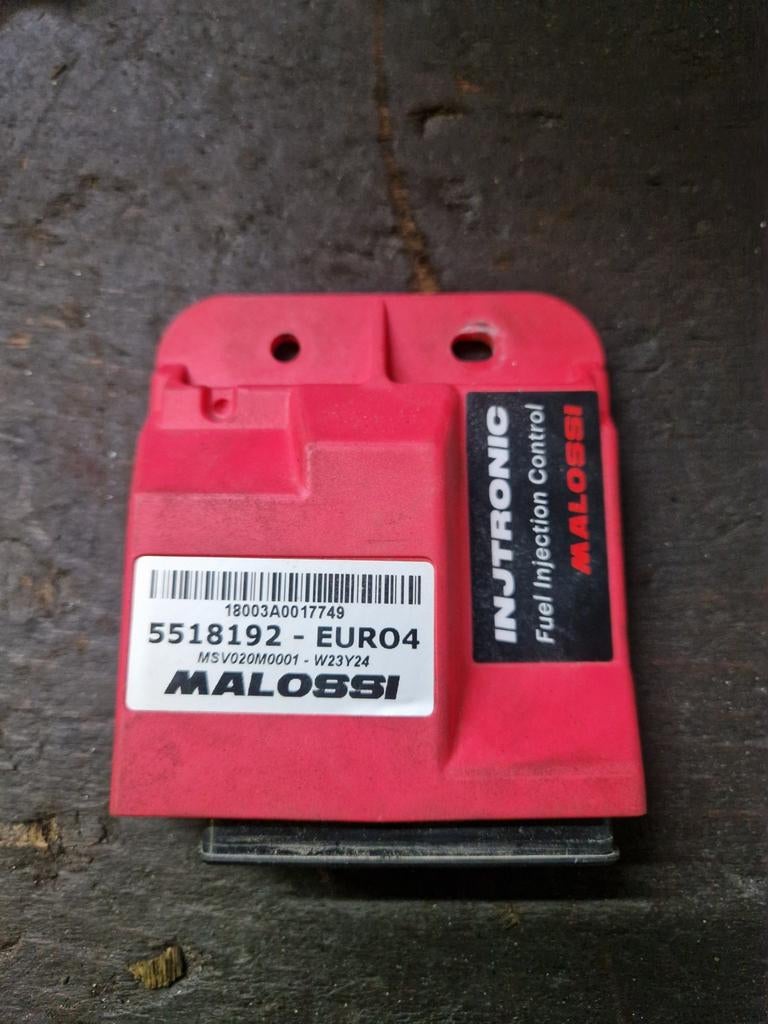 18003A0017749
5518192 - EURO4
MSV020M0001 - W23Y24
MALOSSI
INJTRONIC
Fuel Injection Control
MALOSSI